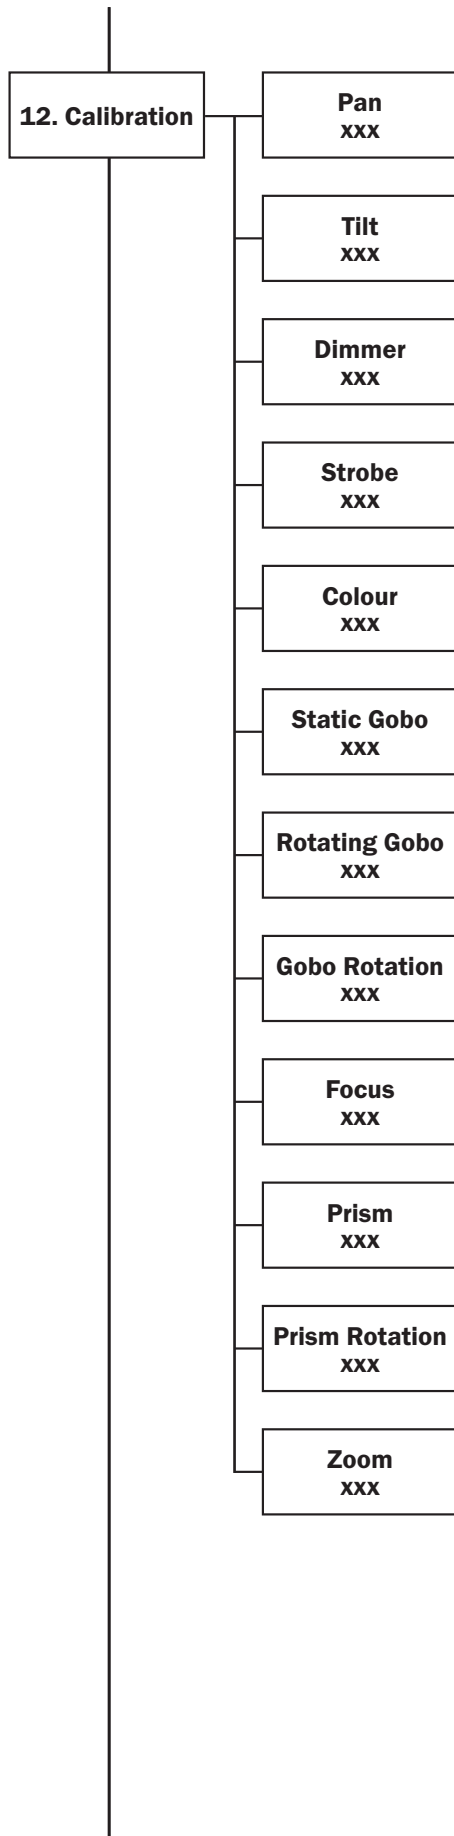 12. Calibration
Pan
xxx
Tilt
xxx
Dimmer
xxx
Strobe
xxx
Colour
xxx
Static Gobo
xxx
Rotating Gobo
xxx
Gobo Rotation
xxx
Focus
xxx
Prism
xxx
Prism Rotation
xxx
Zoom
xxx